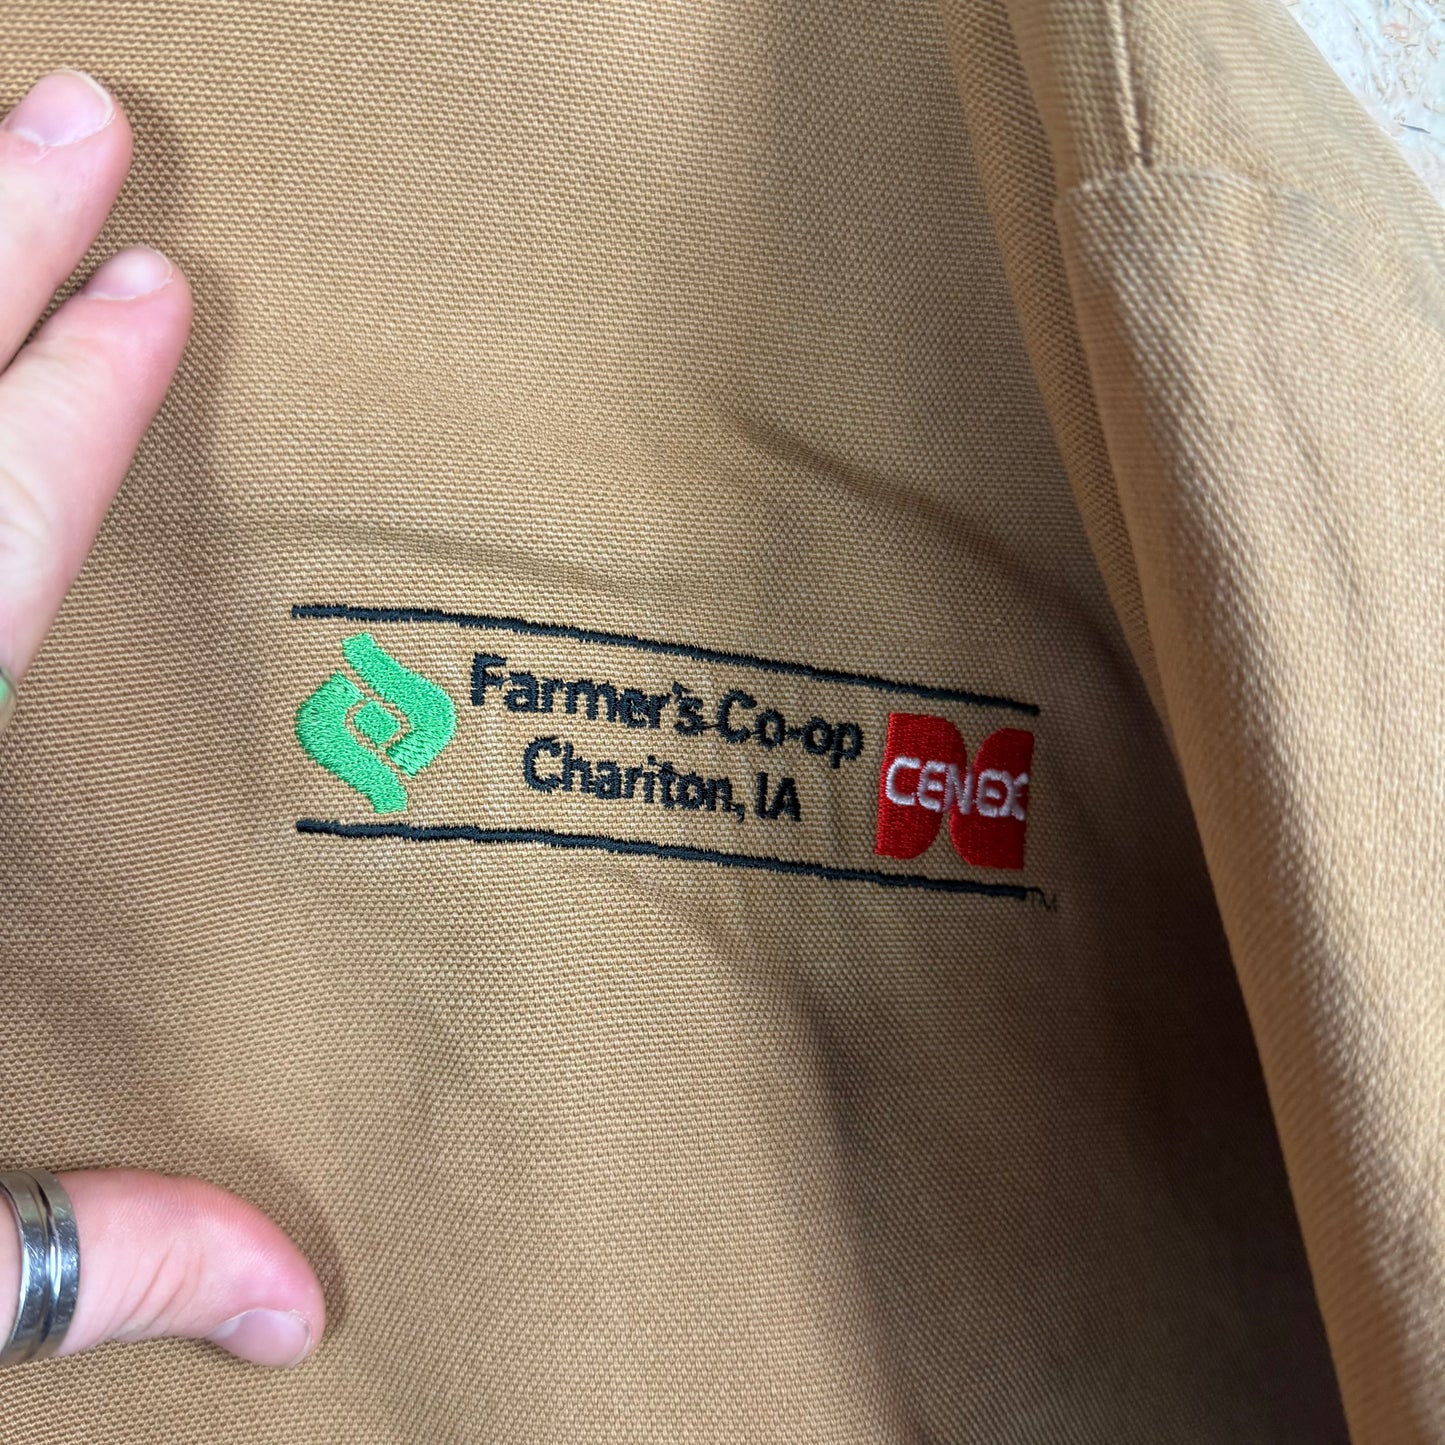 Farmer's Co-op
Chariton, IA
CENEX
TM